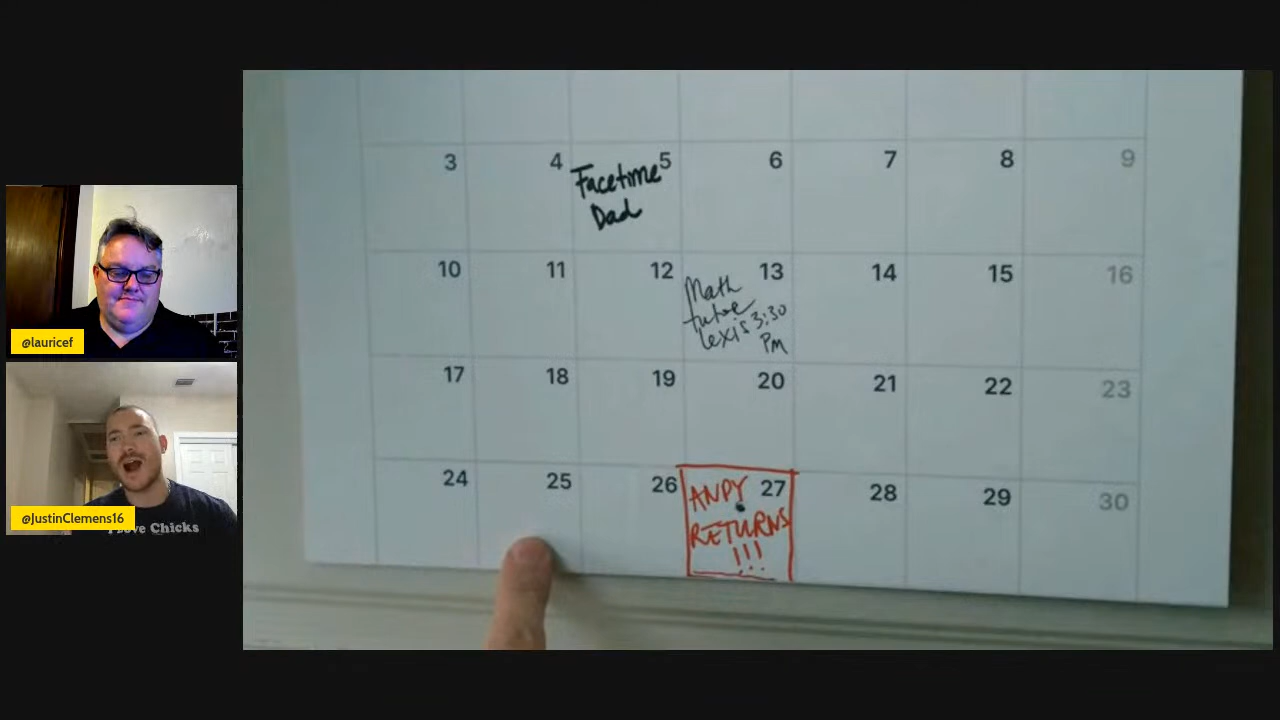 3 4 5 6 7 8 9
Facetime
Dad
10 11 12 13 14 15 16
Math
tutor
Lexis 3:30
PM
17 18 19 20 21 22 23
24 25 26 27 28 29 30
ANDY
RETURNS
!!!
@lauricef
@JustinClemens16
I Love Chicks